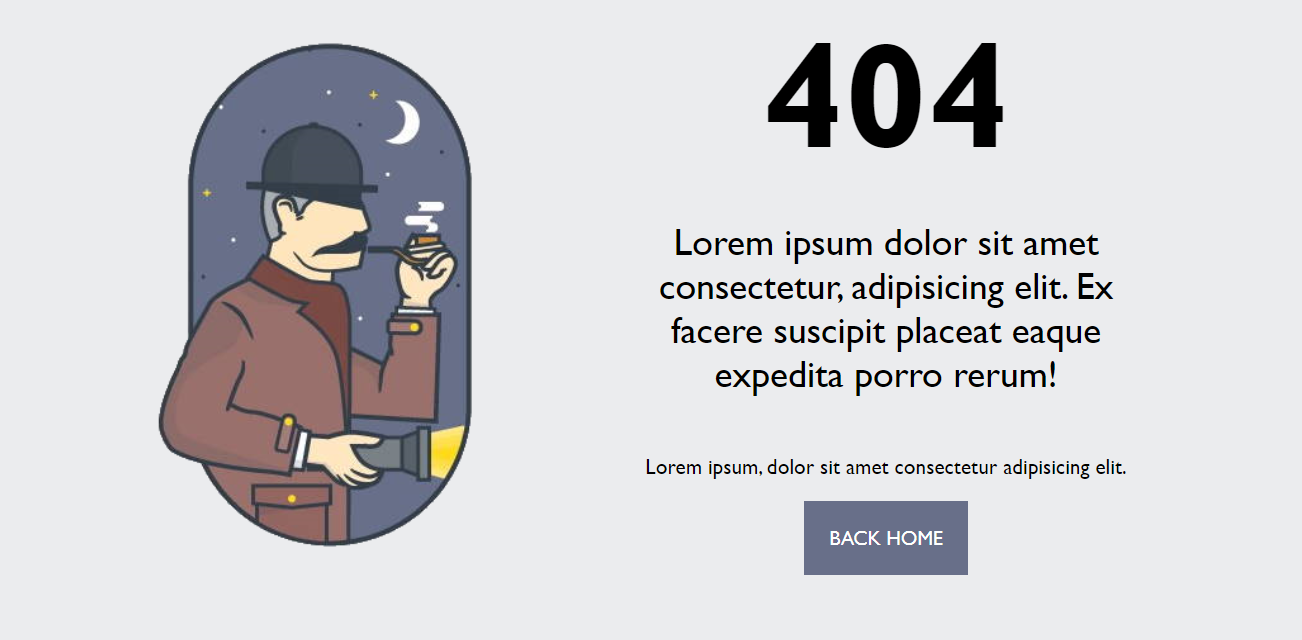 404
Lorem ipsum dolor sit amet
consectetur, adipisicing elit. Ex
facere suscipit placeat eaque
expedita porro rerum!
Lorem ipsum, dolor sit amet consectetur adipisicing elit.
BACK HOME